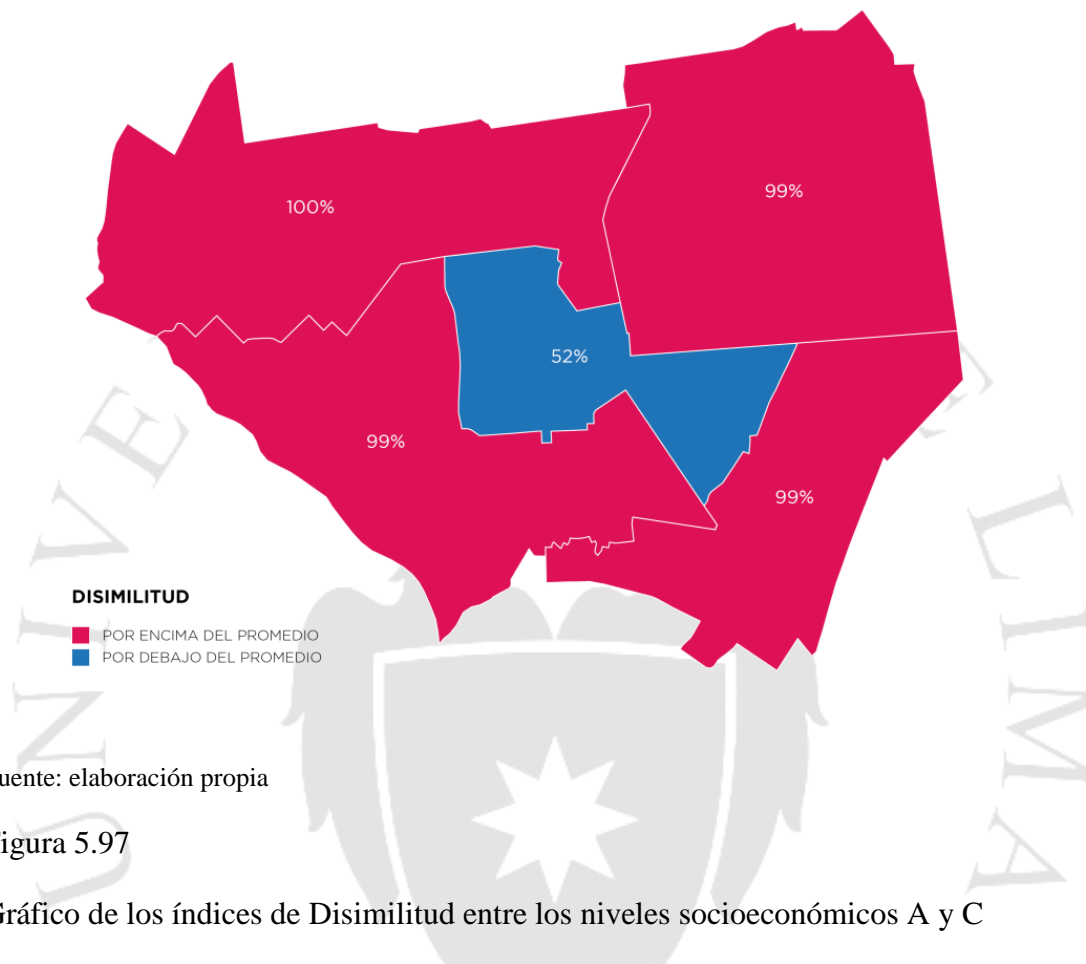 100%
99%
52%
99%
99%
DISIMILITUD
POR ENCIMA DEL PROMEDIO
POR DEBAJO DEL PROMEDIO
uente: elaboración propia
igura 5.97
Gráfico de los índices de Disimilitud entre los niveles socioeconómicos A y C